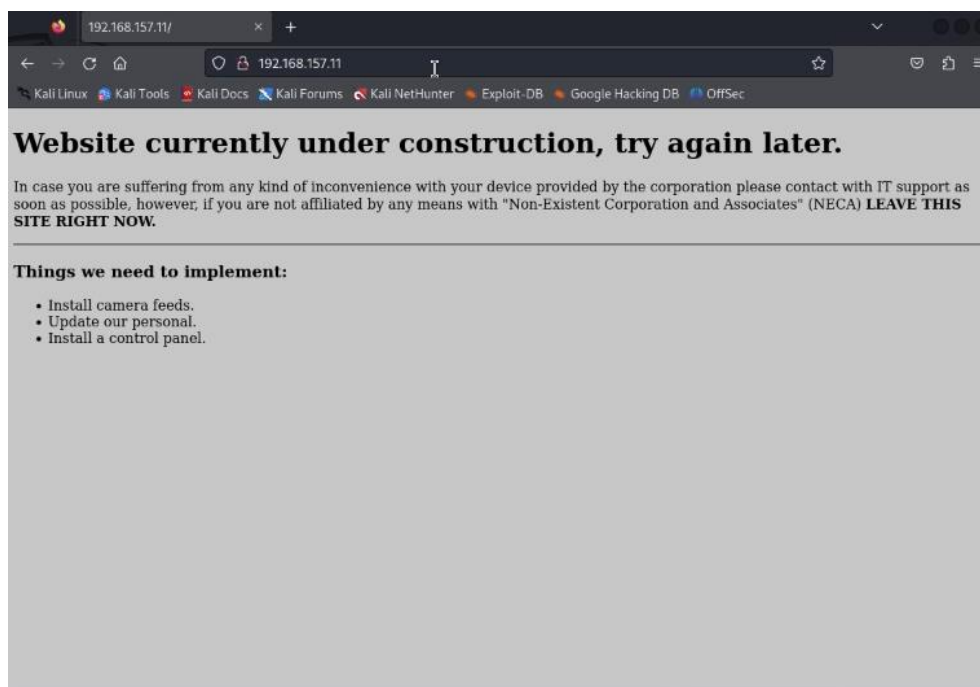 192.168.157.11/
192.168.157.11
Kali Linux Kali Tools Kali Docs Kali Forums Kali NetHunter Exploit-DB Google Hacking DB OffSec
Website currently under construction, try again later.
In case you are suffering from any kind of inconvenience with your device provided by the corporation please contact with IT support as
soon as possible, however, if you are not affiliated by any means with "Non-Existent Corporation and Associates" (NECA) LEAVE THIS
SITE RIGHT NOW.
Things we need to implement:
• Install camera feeds.
• Update our personal.
• Install a control panel.